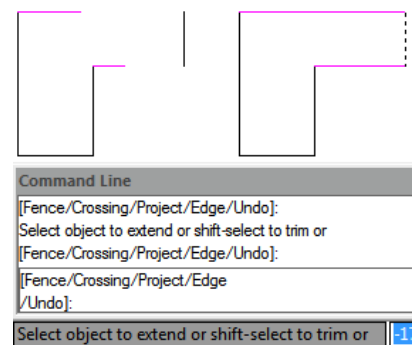 Command Line
[Fence/Crossing/Project/Edge/Undo]:
Select object to extend or shift-select to trim or
[Fence/Crossing/Project/Edge/Undo]:
[Fence/Crossing/Project/Edge
/Undo]:
Select object to extend or shift-select to trim or